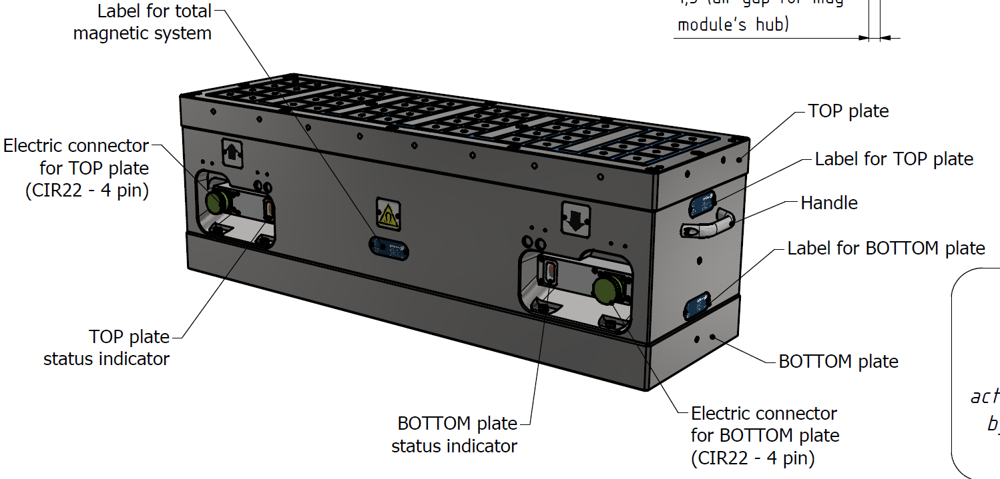 Label for total
magnetic system
module's hub)
TOP plate
Label for TOP plate
Electric connector
for TOP plate
(CIR22 - 4 pin)
Handle
Label for BOTTOM plate
TOP plate
status indicator
BOTTOM plate
BOTTOM plate
status indicator
Electric connector
for BOTTOM plate
(CIR22 - 4 pin)